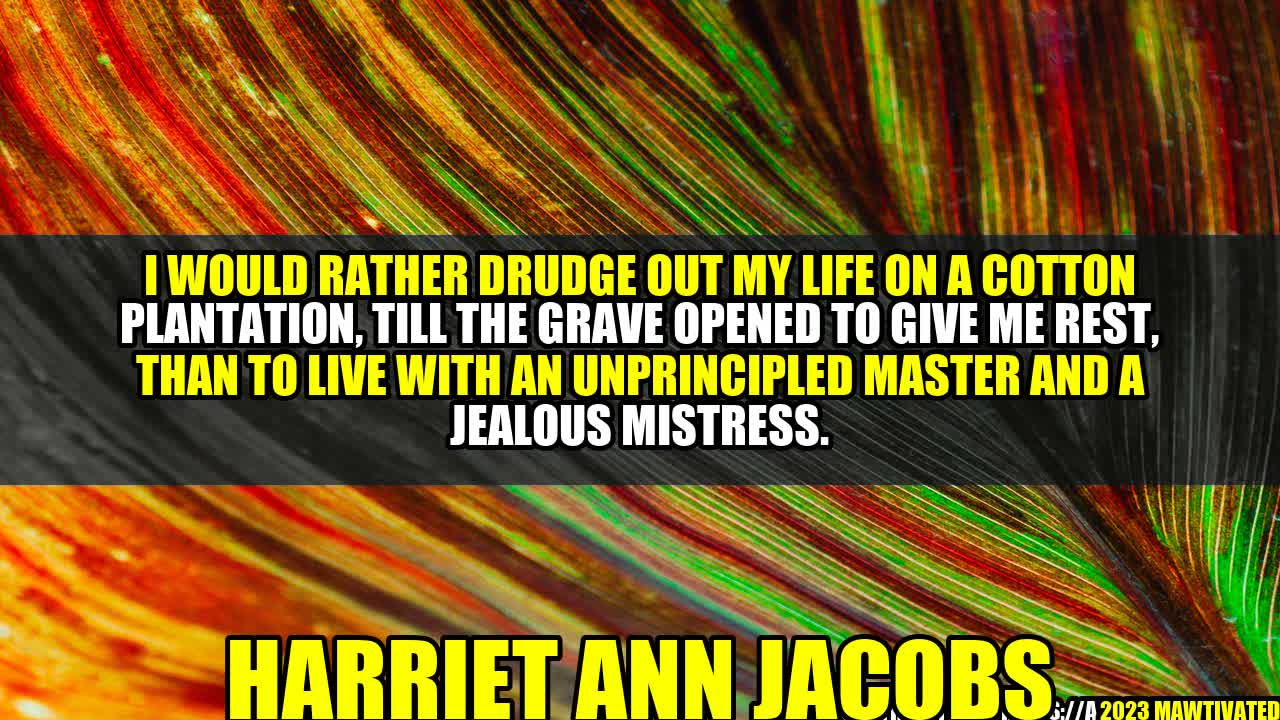 I WOULD RATHER DRUDGE OUT MY LIFE ON A COTTON
PLANTATION, TILL THE GRAVE OPENED TO GIVE ME REST,
THAN TO LIVE WITH AN UNPRINCIPLED MASTER AND A
JEALOUS MISTRESS.
HARRIET ANN JACOBS
S://A 2023 MAWTIVATED